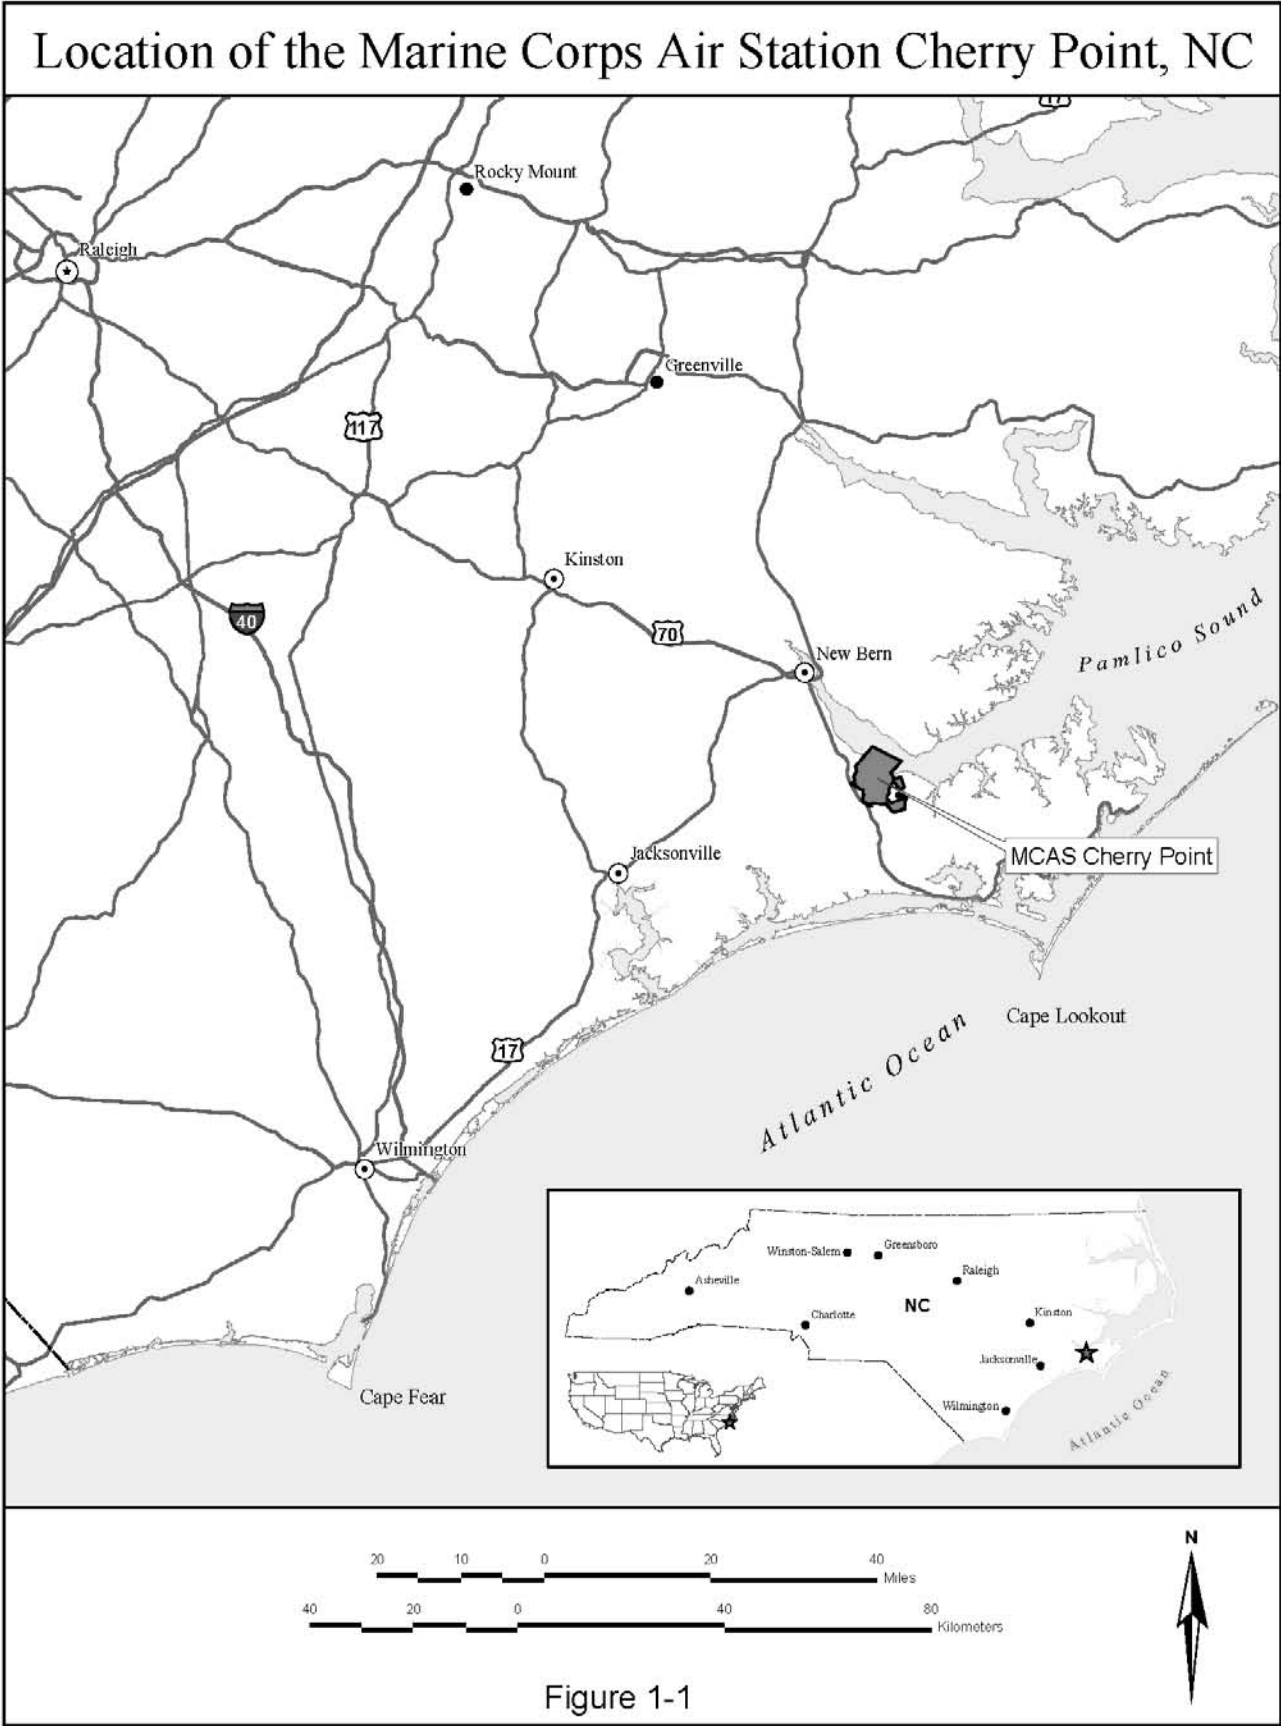 Location of the Marine Corps Air Station Cherry Point, NC
17
Rocky Mount
Raleigh
Greenville
117
Kinston
40
70
New Bern
Pamlico Sound
MCAS Cherry Point
Jacksonville
Cape Lookout
Atlantic Ocean
17
Wilmington
Cape Fear
Winston-Salem
Greensboro
Raleigh
Asheville
NC
Charlotte
Kinston
Jacksonville
Wilmington
Atlantic Ocean
20 10 0 20 40
Miles
40 20 0 40 80
Kilometers
N
Figure 1-1